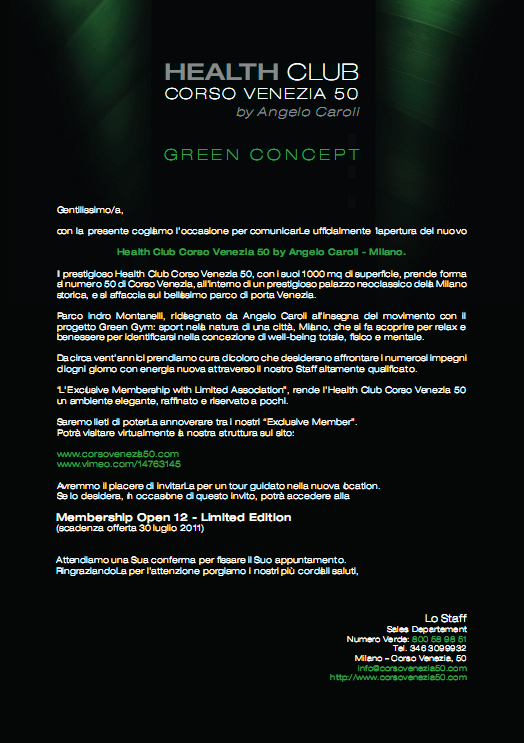 HEALTH CLUB
CORSO VENEZIA 50
by Angelo Caroli
GREEN CONCEPT
Gentilissimo/a,
con la presente cogliamo l'occasione per comunicarLe ufficialmente l'apertura del nuovo
Health Club Corso Venezia 50 by Angelo Caroli - Milano.
Il prestigioso Health Club Corso Venezia 50, con i suoi 1000 mq di superficie, prende forma
al numero 50 di Corso Venezia, all'interno di un prestigioso palazzo neoclassico della Milano
storica, e si affaccia sul bellissimo parco di porta Venezia.
Parco Indro Montanelli, ridisegnato da Angelo Caroli all'insegna del movimento con il
progetto Green Gym: sport nella natura di una città, Milano, che si fa scoprire per relax e
benessere per identificarsi nella concezione di well-being totale, fisico e mentale.
Da circa vent'anni ci prendiamo cura di coloro che desiderano affrontare i numerosi impegni
di ogni giorno con energia nuova attraverso il nostro Staff altamente qualificato.
"L'Exclusive Membership with Limited Association", rende l'Health Club Corso Venezia 50
un ambiente elegante, raffinato e riservato a pochi.
Saremo lieti di poterLa annoverare tra i nostri "Exclusive Member".
Potrà visitare virtualmente la nostra struttura sul sito:
www.corsovenezia50.com
www.vimeo.com/14763145
Avremmo il piacere di invitarLa per un tour guidato nella nuova location.
Se lo desidera, in occasione di questo invito, potrà accedere alla
Membership Open 12 - Limited Edition
(scadenza offerta 30 luglio 2011)
Attendiamo una Sua conferma per fissare il Suo appuntamento.
RingraziandoLa per l'attenzione porgiamo i nostri più cordiali saluti,
Lo Staff
Sales Departement
Numero Verde: 800 58 98 51
Tel. 346 3099932
Milano - Corso Venezia, 50
info@corsovenezia50.com
http://www.corsovenezia50.com